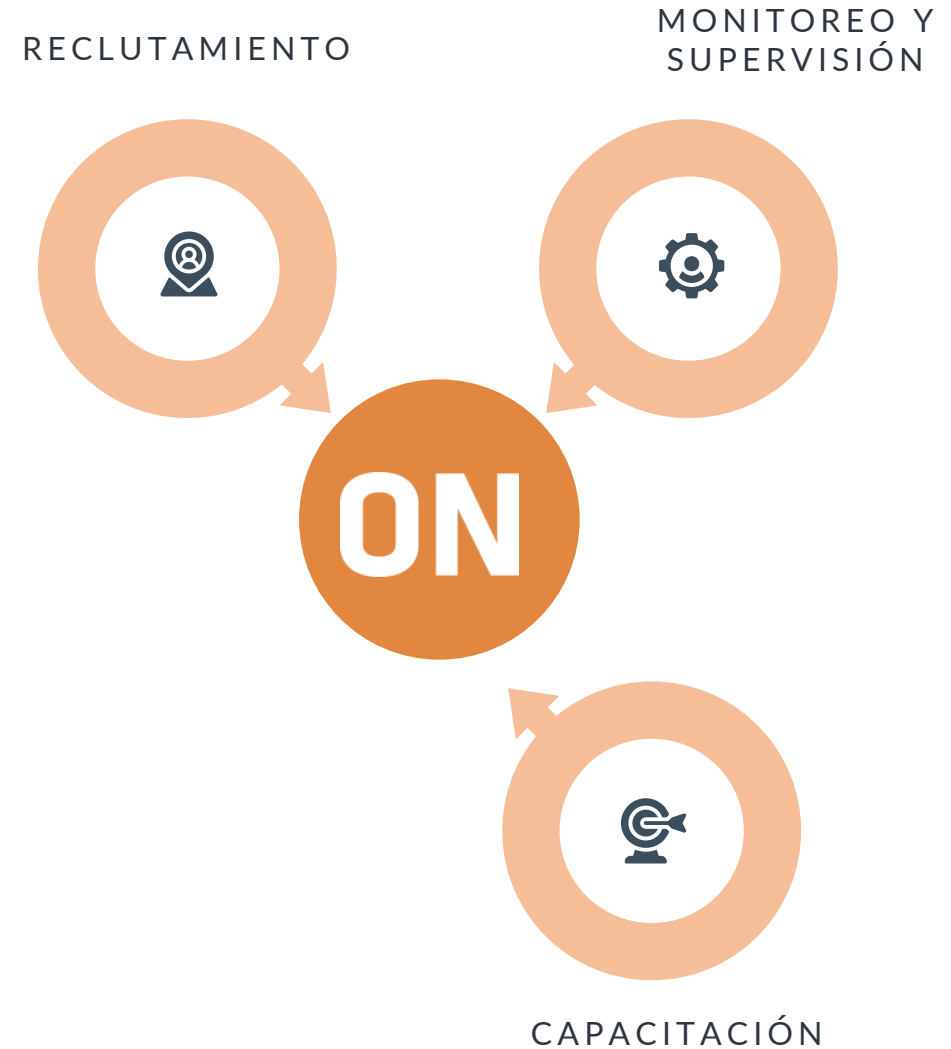 RECLUTAMIENTO
MONITOREO Y
SUPERVISIÓN
ON
CAPACITACIÓN